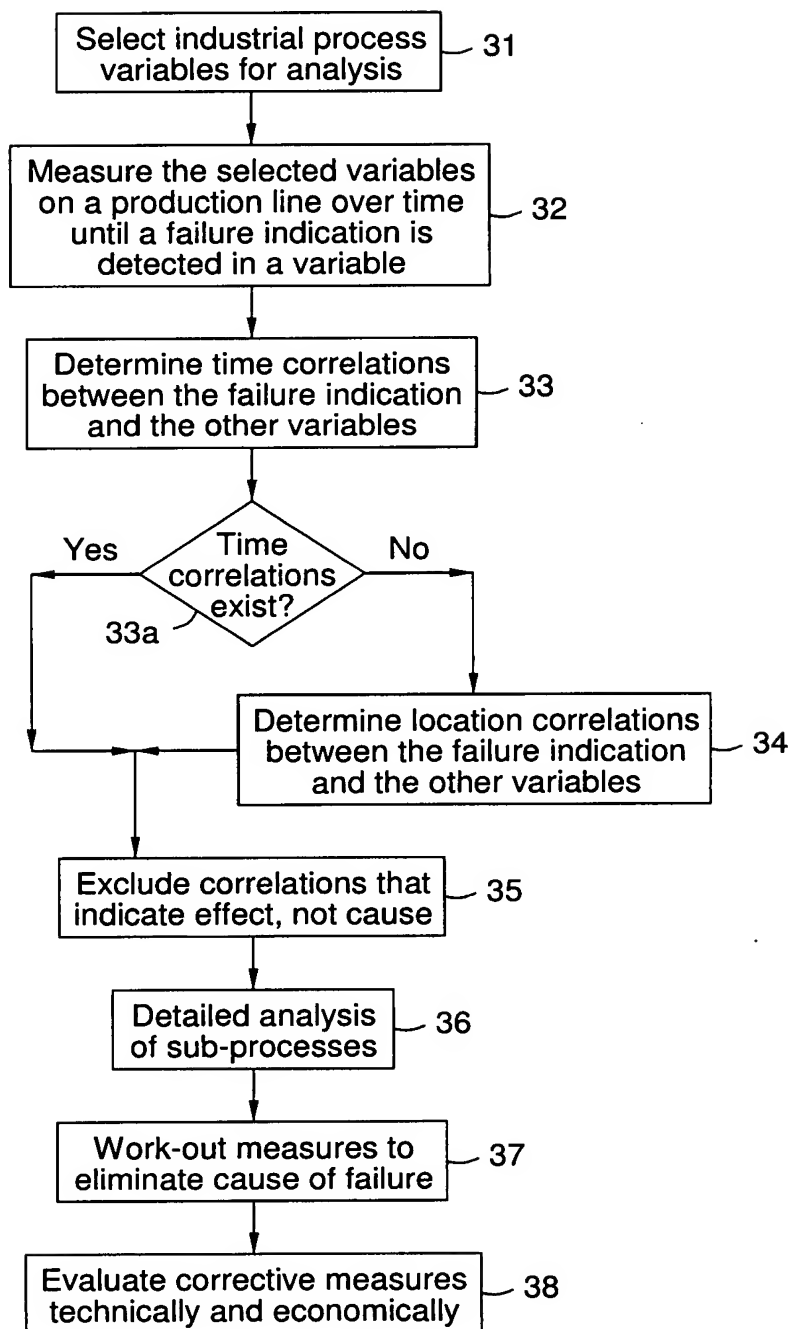 Select industrial process
variables for analysis
31
Measure the selected variables
on a production line over time
until a failure indication is
detected in a variable
32
Determine time correlations
between the failure indication
and the other variables
33
Yes
Time
correlations
exist?
No
33a
Determine location correlations
between the failure indication
and the other variables
34
Exclude correlations that
indicate effect, not cause
35
Detailed analysis
of sub-processes
36
Work-out measures to
eliminate cause of failure
37
Evaluate corrective measures
technically and economically
38